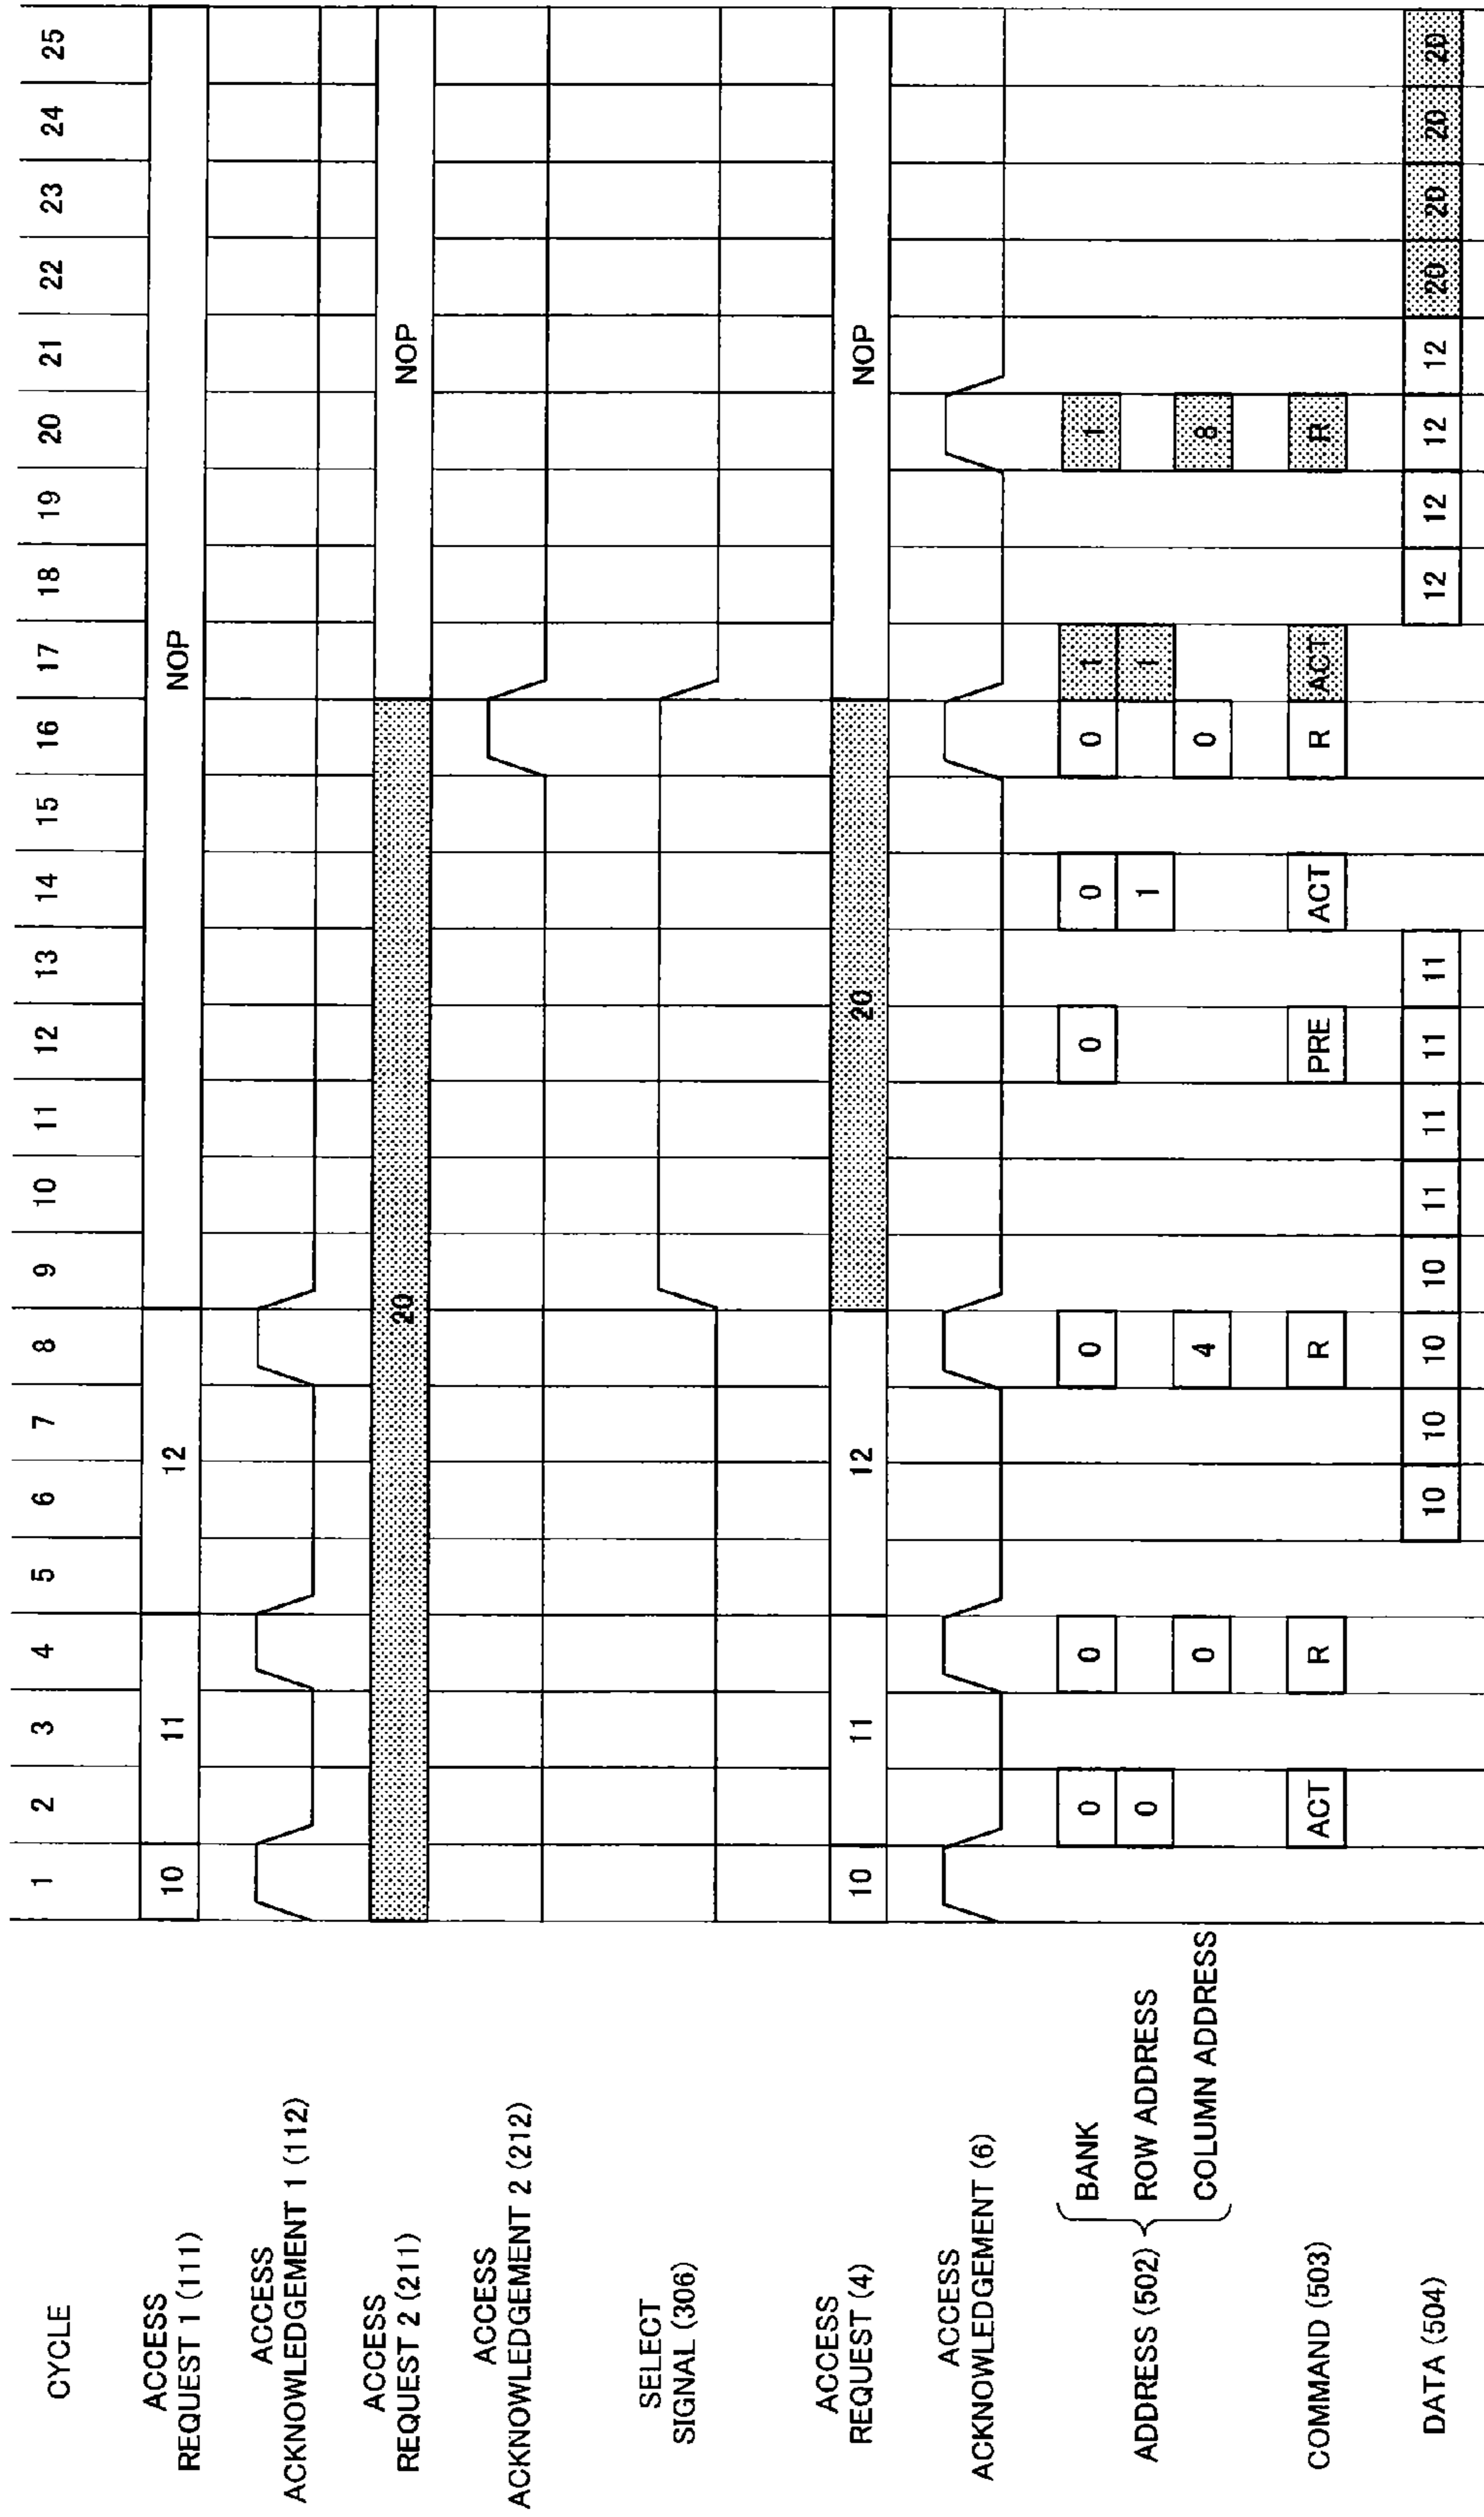 CYCLE 1 2 3 4 5 6 7 8 9 10 11 12 13 14 15 16 17 18 19 20 21 22 23 24 25
ACCESS
REQUEST 1 (111) 10 11 12 NOP
ACCESS
ACKNOWLEDGEMENT 1 (112)
ACCESS
REQUEST 2 (211) 20 NOP
ACCESS
ACKNOWLEDGEMENT 2 (212)
SELECT
SIGNAL (306)
ACCESS
REQUEST (4) 10 11 12 20 NOP
ACCESS
ACKNOWLEDGEMENT (6)
ADDRESS (502)
BANK 0 0 0 0 0 0 1 1
ROW ADDRESS 0 1 1
COLUMN ADDRESS 0 4 0 8
COMMAND (503) ACT R R PRE ACT R ACT R
DATA (504) 10 10 10 10 11 11 11 11 12 12 12 12 20 20 20 20